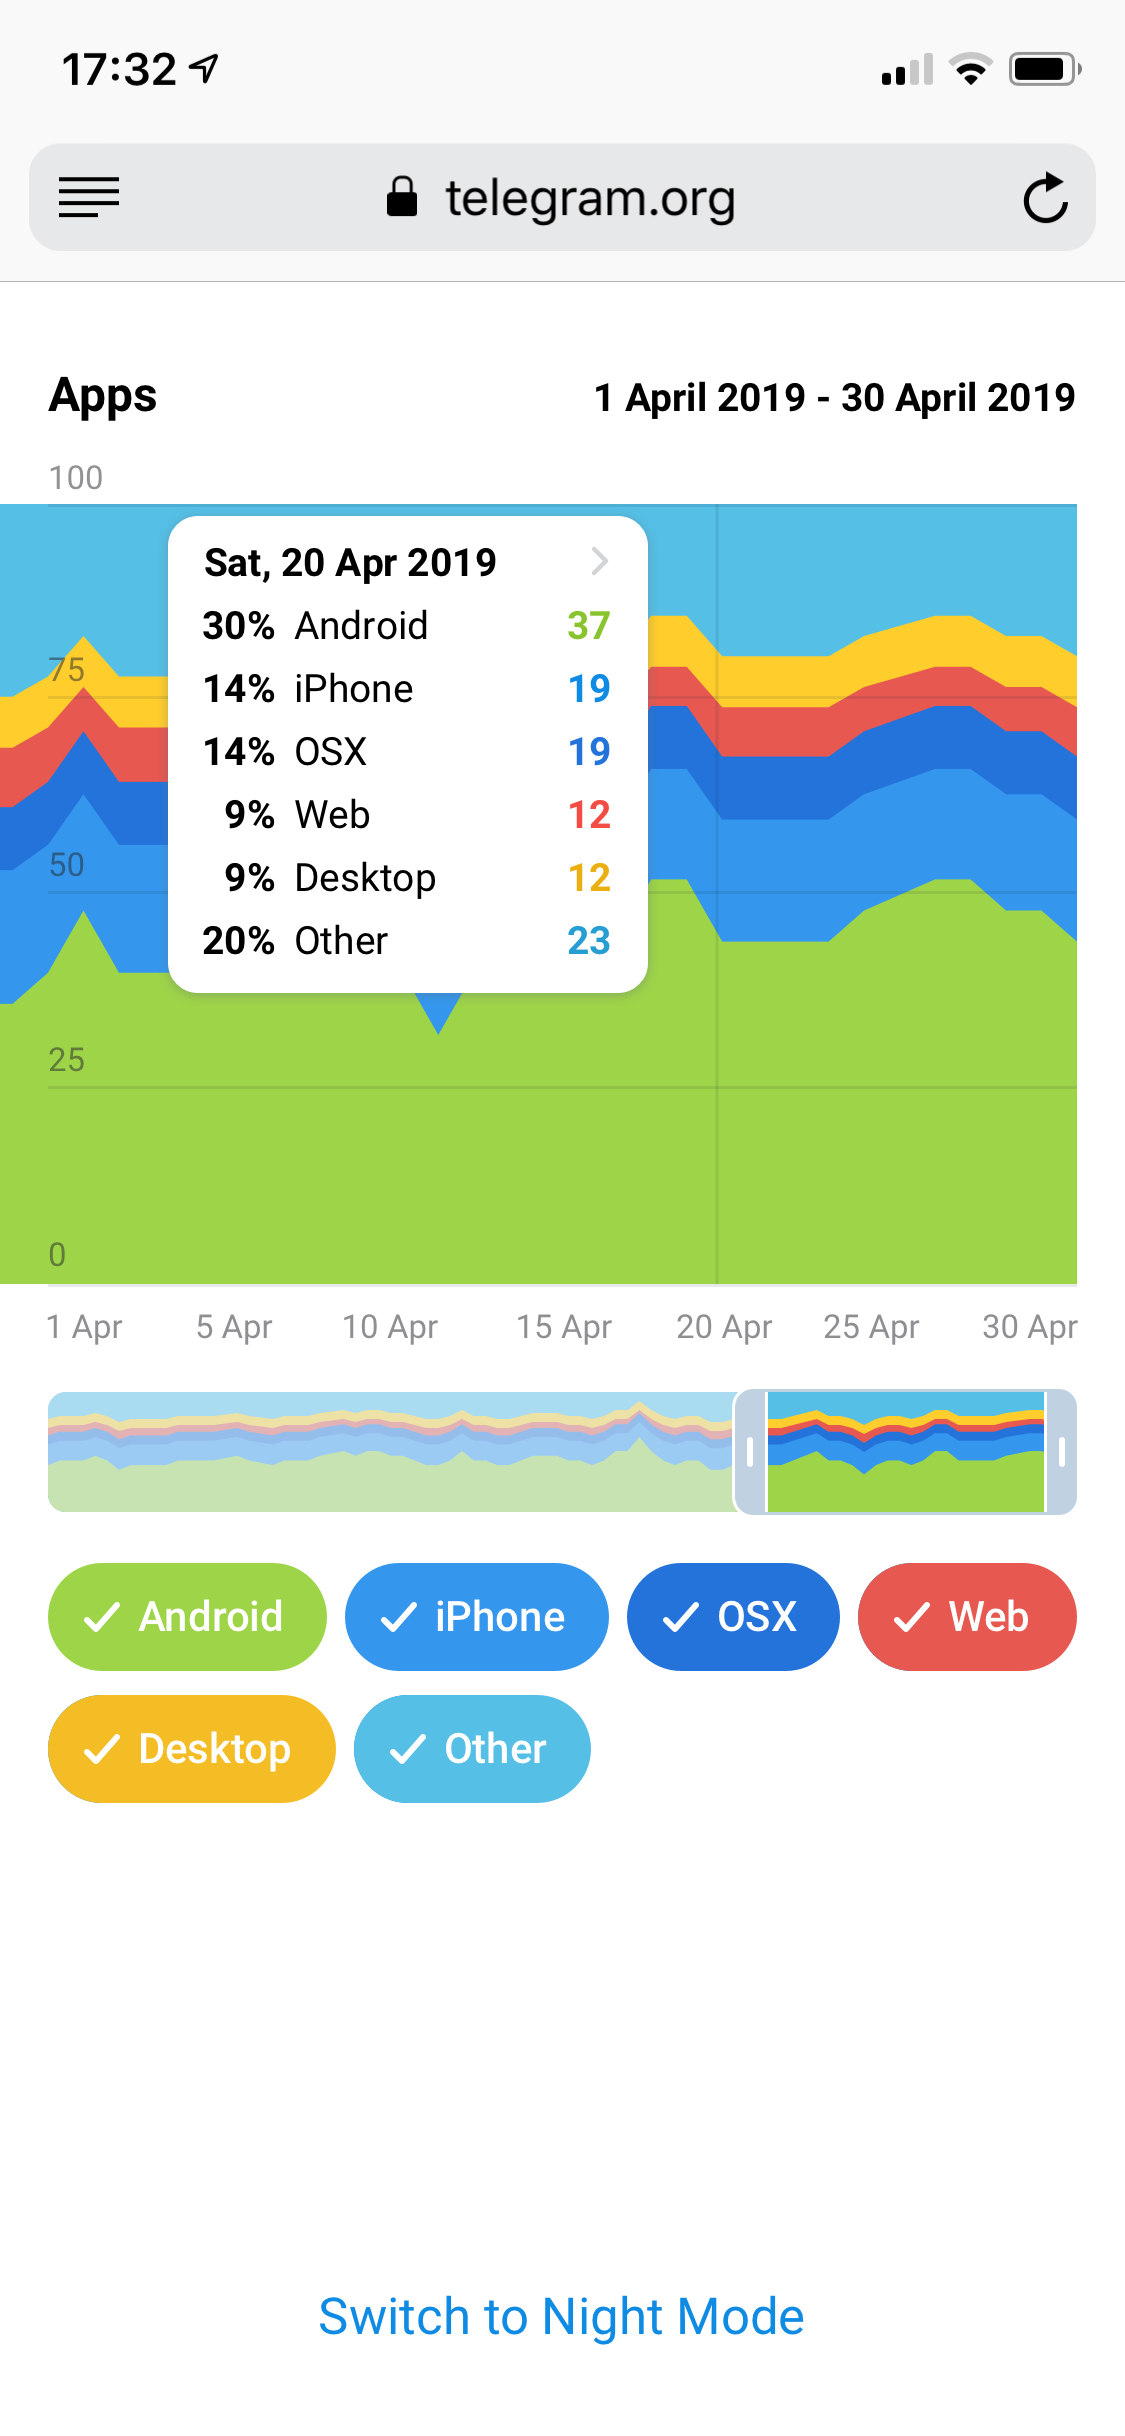 17:32
telegram.org
Apps
1 April 2019 - 30 April 2019
100
Sat, 20 Apr 2019
30% Android 37
14% iPhone 19
14% OSX 19
9% Web 12
9% Desktop 12
20% Other 23
75
50
25
0
1 Apr 5 Apr 10 Apr 15 Apr 20 Apr 25 Apr 30 Apr
Android iPhone OSX Web
Desktop Other
Switch to Night Mode